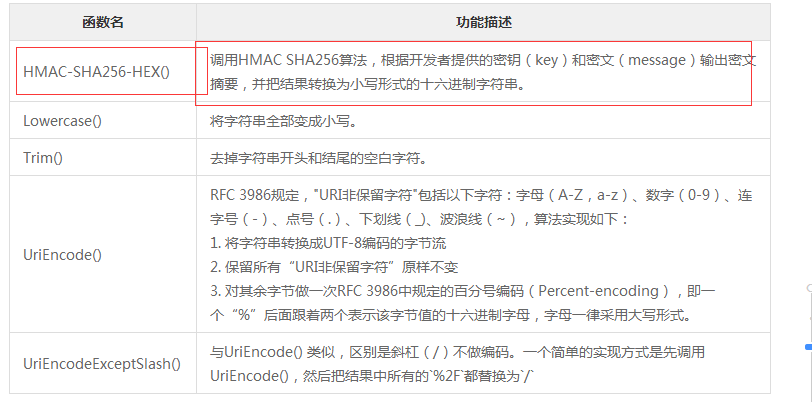 函数名
功能描述
HMAC-SHA256-HEX()
调用HMAC SHA256算法，根据开发者提供的密钥（key）和密文（message）输出密文
摘要，并把结果转换为小写形式的十六进制字符串。
Lowercase()
将字符串全部变成小写。
Trim()
去掉字符串开头和结尾的空白字符。
UriEncode()
RFC 3986规定，"URI非保留字符"包括以下字符：字母（A-Z，a-z）、数字（0-9）、连
字号（-）、点号（.）、下划线（_)、波浪线（~），算法实现如下：
1. 将字符串转换成UTF-8编码的字节流
2. 保留所有“URI非保留字符”原样不变
3. 对其余字节做一次RFC 3986中规定的百分号编码（Percent-encoding），即一
个“%”后面跟着两个表示该字节值的十六进制字母，字母一律采用大写形式。
UriEncodeExceptSlash()
与UriEncode() 类似，区别是斜杠（/）不做编码。一个简单的实现方式是先调用
UriEncode()，然后把结果中所有的`%2F`都替换为`/`